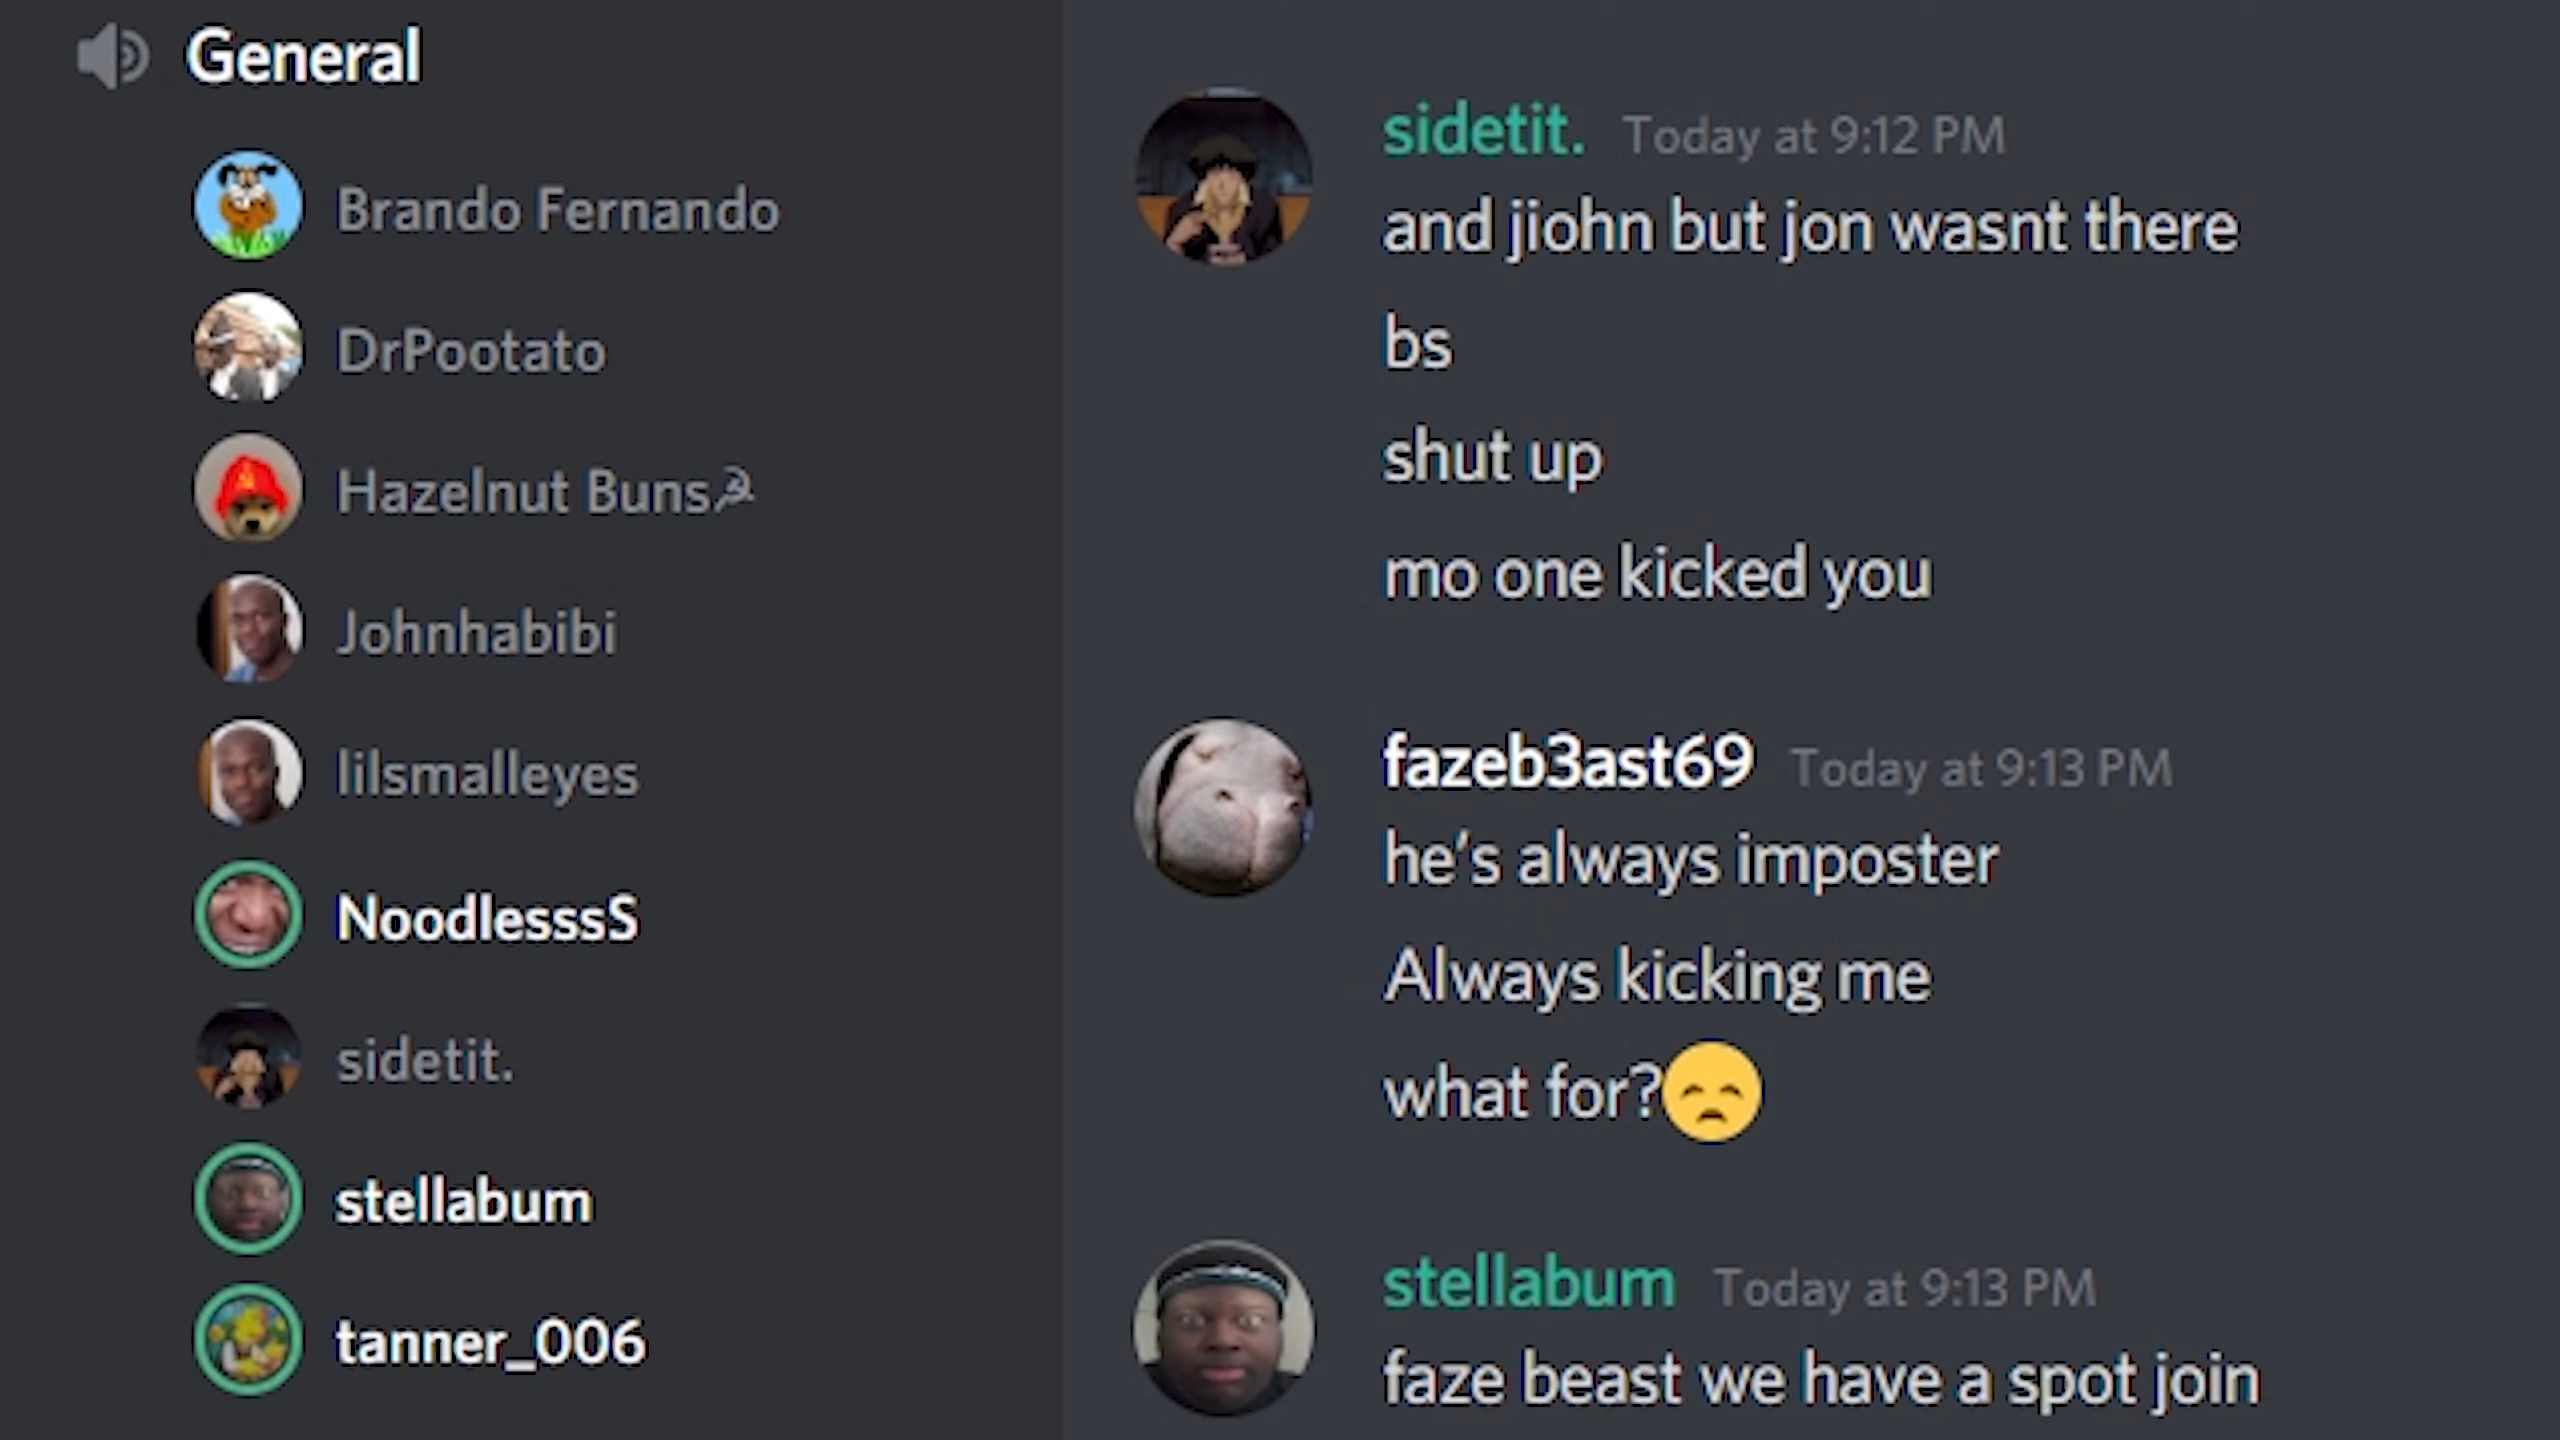 General
Brando Fernando
DrPootato
Hazelnut Buns☭
Johnhabibi
lilsmalleyes
NoodlesssS
sidetit.
stellabum
tanner_006
sidetit. Today at 9:12 PM
and jiohn but jon wasnt there
bs
shut up
mo one kicked you
fazeb3ast69 Today at 9:13 PM
he's always imposter
Always kicking me
what for?😞
stellabum Today at 9:13 PM
faze beast we have a spot join